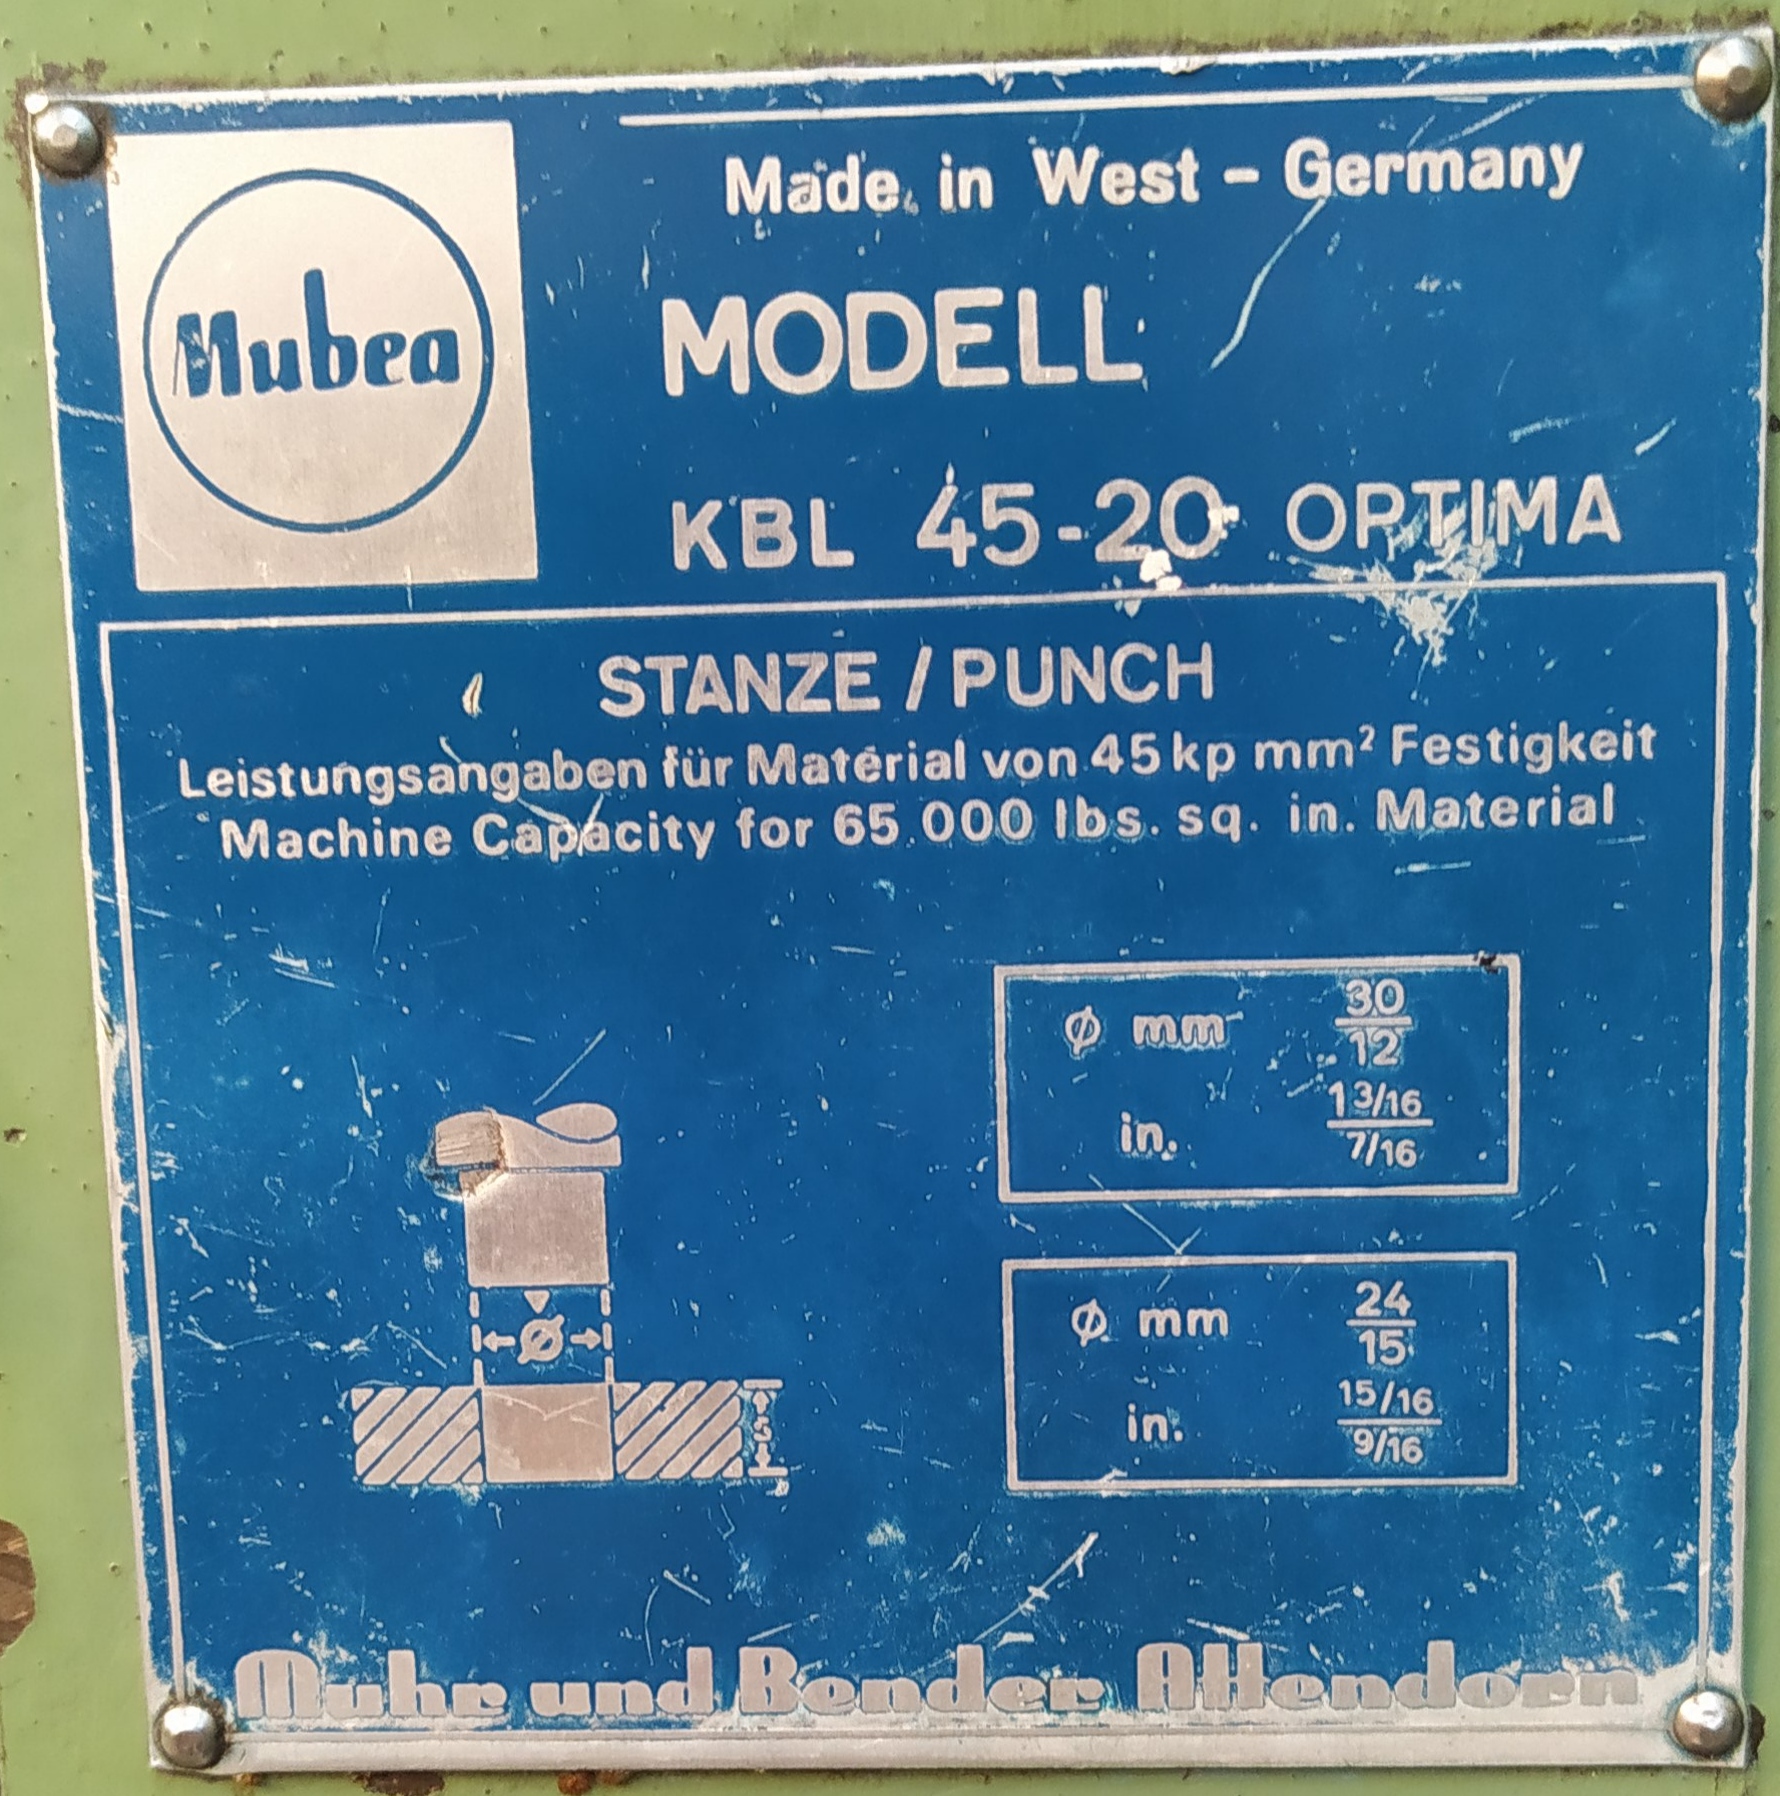 Mubea
Made in West - Germany
MODELL
KBL 45-20 OPTIMA
STANZE / PUNCH
Leistungsangaben für Material von 45 kp mm² Festigkeit
Machine Capacity for 65.000 lbs. sq. in. Material
ϕ mm 30/12
in. 1 3/16 / 7/16
ϕ mm 24/15
in. 15/16 / 9/16
Ø
S
Muhr und Bender Attendorn